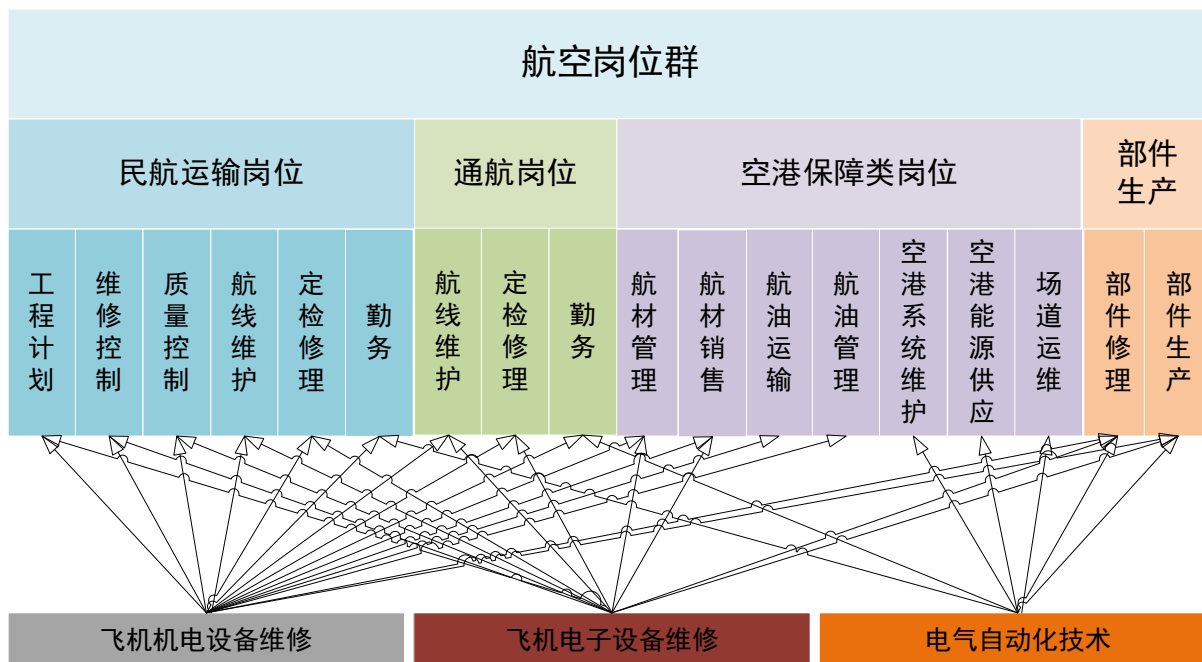 航空岗位群
民航运输岗位
通航岗位
空港保障类岗位
部件
生产
工程计划
维修控制
质量控制
航线维护
定检修理
勤务
航线维护
定检修理
勤务
航材管理
航材销售
航油运输
航油管理
空港系统维护
空港能源供应
场道运维
部件修理
部件生产
飞机机电设备维修
飞机电子设备维修
电气自动化技术